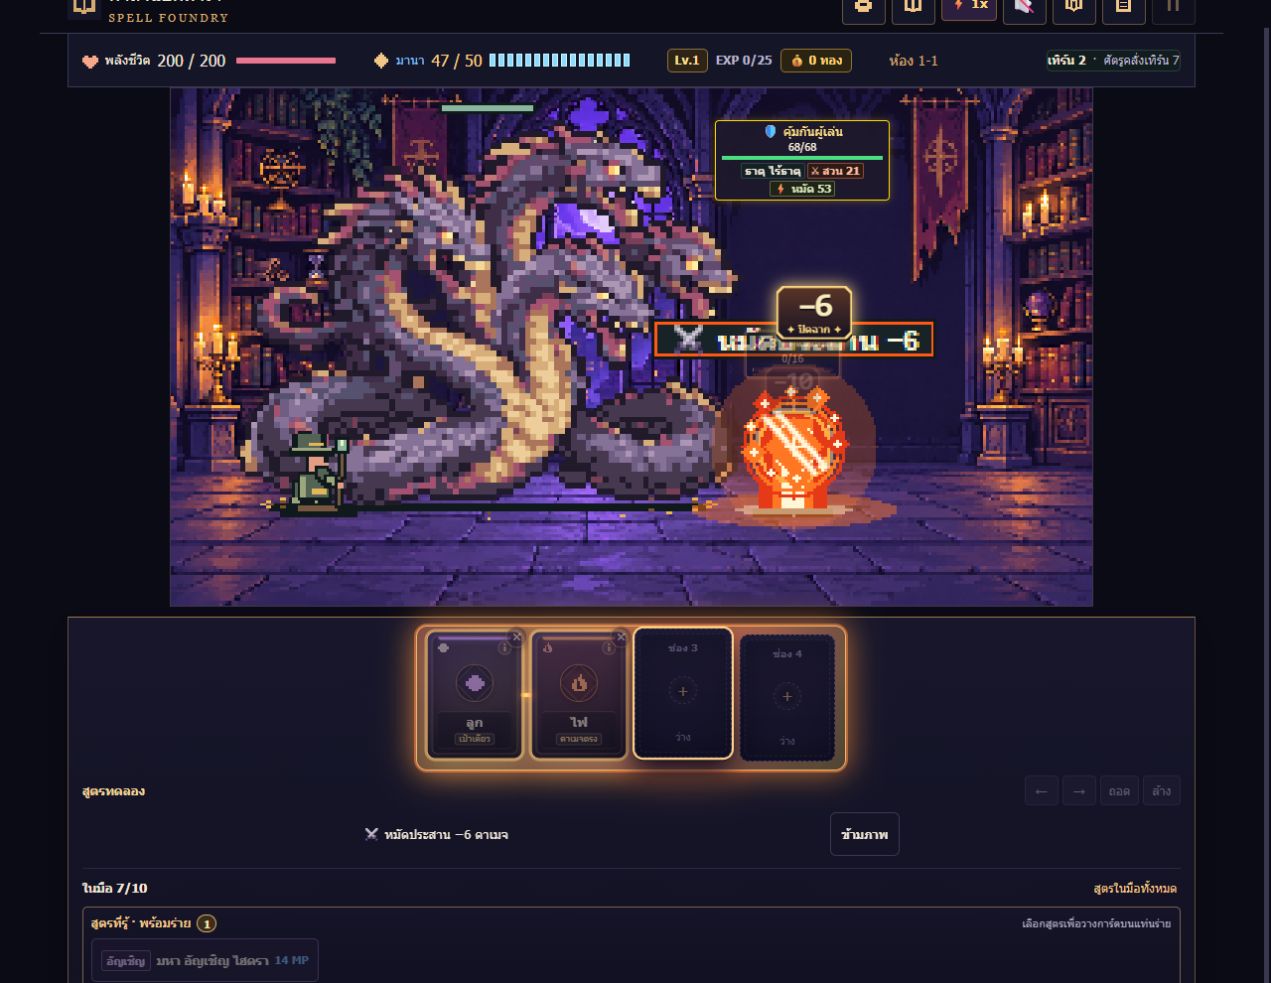 SPELL FOUNDRY
1x
พลังชีวิต 200 / 200
มานา 47 / 50
Lv.1 EXP 0/25 0 ทอง
ห้อง 1-1
เทิร์น 2 · ศัตรูคลั่งเทิร์น 7
คุ้มกันผู้เล่น
68/68
ธาตุ ไร้ธาตุ สวน 21
หมัด 53
−6
✦ ปิดฉาก ✦
−6
0/16
−10
ช่อง 3
ช่อง 4
ลูก
เป้าเดียว
ไฟ
ดาเมจตรง
ว่าง
ว่าง
สูตรทดลอง
← → ถอด ล้าง
หมัดประสาน −6 ดาเมจ
ข้ามภาพ
ในมือ 7/10
สูตรในมือทั้งหมด
สูตรที่รู้ · พร้อมร่าย 1
เลือกสูตรเพื่อวางการ์ดบนแท่นร่าย
อัญเชิญ มหา อัญเชิญ ไฮดรา 14 MP